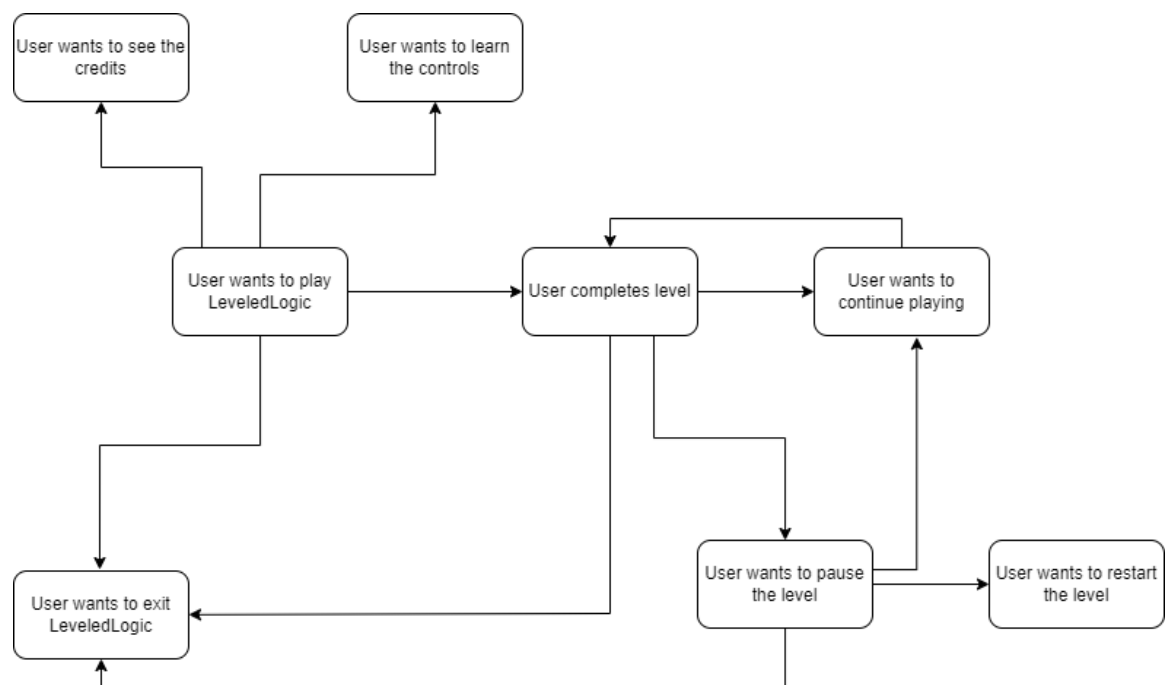 User wants to see the
credits
User wants to learn
the controls
User wants to play
LeveledLogic
User completes level
User wants to
continue playing
User wants to exit
LeveledLogic
User wants to pause
the level
User wants to restart
the level